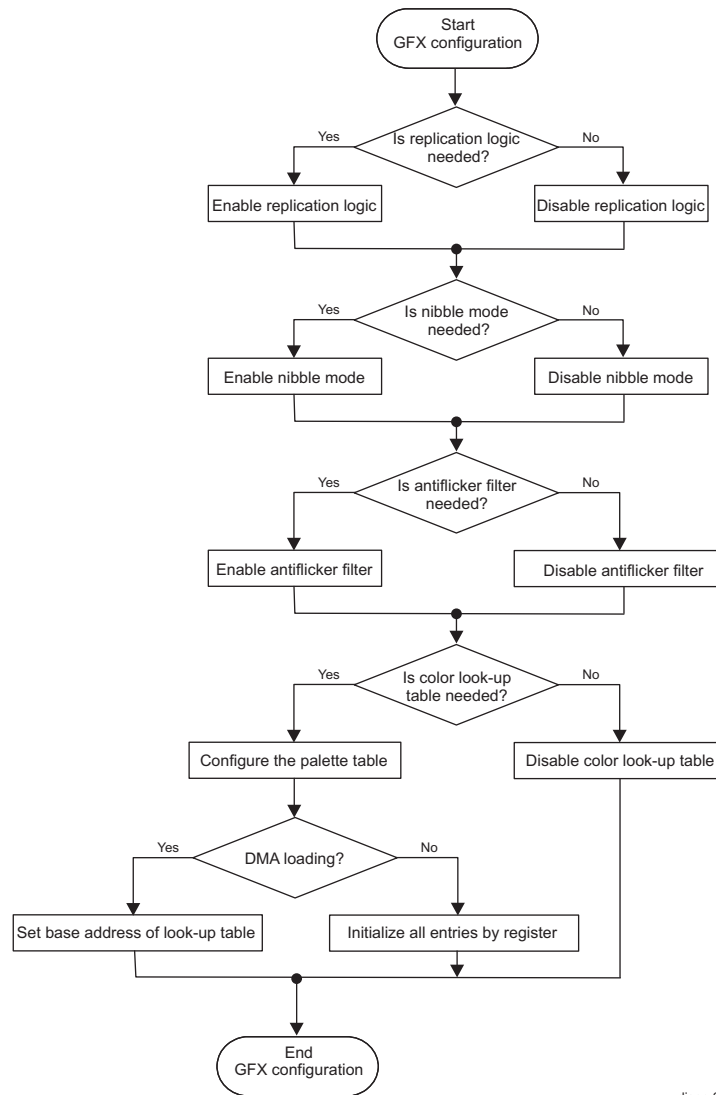 Start
GFX configuration
Is replication logic
needed?
Yes
No
Enable replication logic
Disable replication logic
Is nibble mode
needed?
Yes
No
Enable nibble mode
Disable nibble mode
Is antiflicker filter
needed?
Yes
No
Enable antiflicker filter
Disable antiflicker filter
Is color look-up
table needed?
Yes
No
Configure the palette table
Disable color look-up table
DMA loading?
Yes
No
Set base address of look-up table
Initialize all entries by register
End
GFX configuration